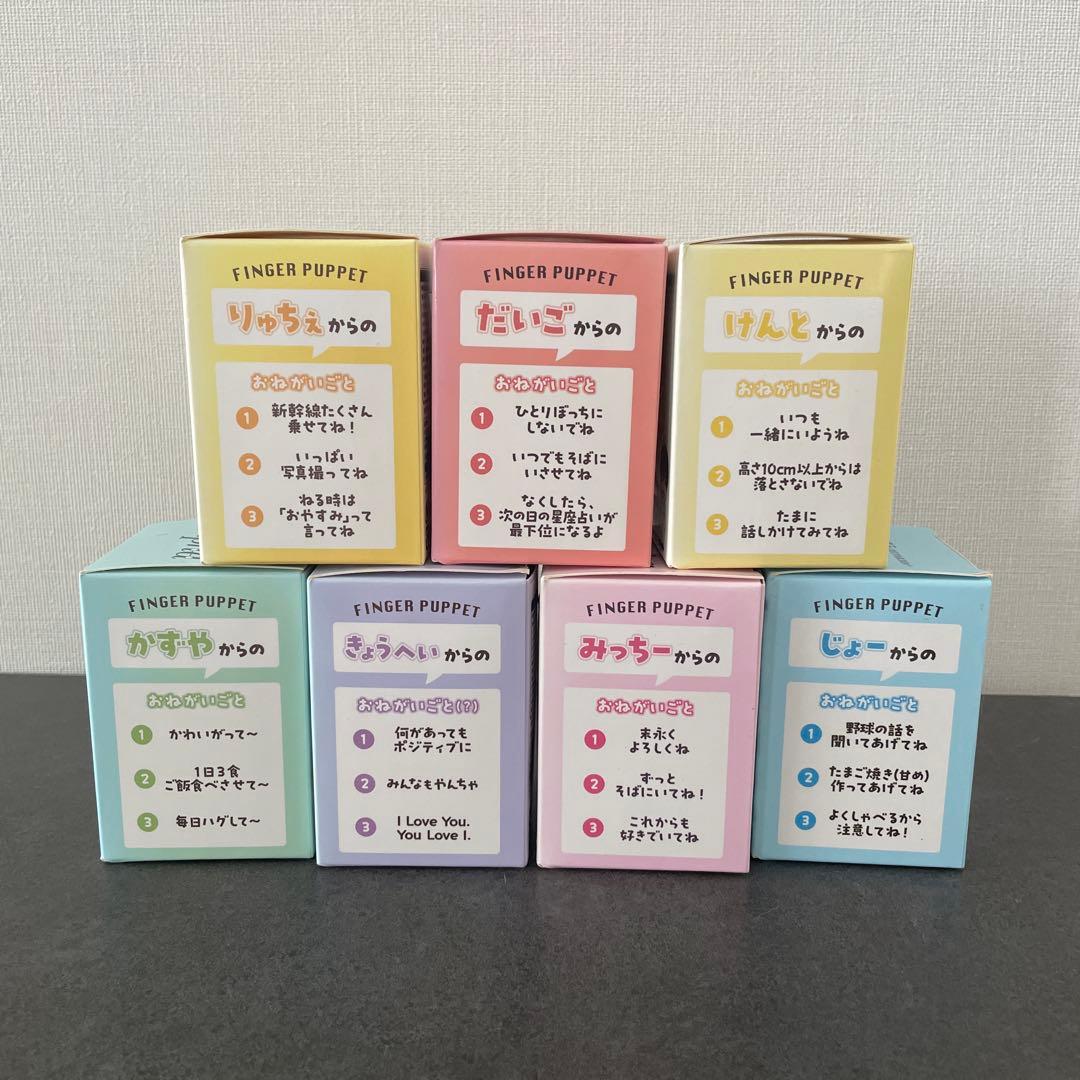 FINGER PUPPET
りゅちぇからの
おねがいごと
1 新幹線たくさん
乗せてね!
2 いっぱい
写真撮ってね
3 ねる時は
「おやすみ」って
言ってね
FINGER PUPPET
だいごからの
おねがいごと
1 ひとりぼっちに
しないでね
2 いつでもそばに
いさせてね
3 なくしたら、
次の日の星座占いが
最下位になるよ
FINGER PUPPET
けんとからの
おねがいごと
1 いつも
一緒にいようね
2 高さ10cm以上からは
落とさないでね
3 たまに
話しかけてみてね
FINGER PUPPET
かずやからの
おねがいごと
1 かわいがって〜
2 1日3食
ご飯食べさせて〜
3 毎日ハグして〜
FINGER PUPPET
きょうへいからの
おねがいごと(?)
1 何があっても
ポジティブに
2 みんなもやんちゃ
3 I Love You.
You Love I.
FINGER PUPPET
みっちーからの
おねがいごと
1 末永く
よろしくね
2 ずっと
そばにいてね!
3 これからも
好きでいてね
FINGER PUPPET
じょーからの
おねがいごと
1 野球の話を
聞いてあげてね
2 たまご焼き(甘め)
作ってあげてね
3 よくしゃべるから
注意してね!